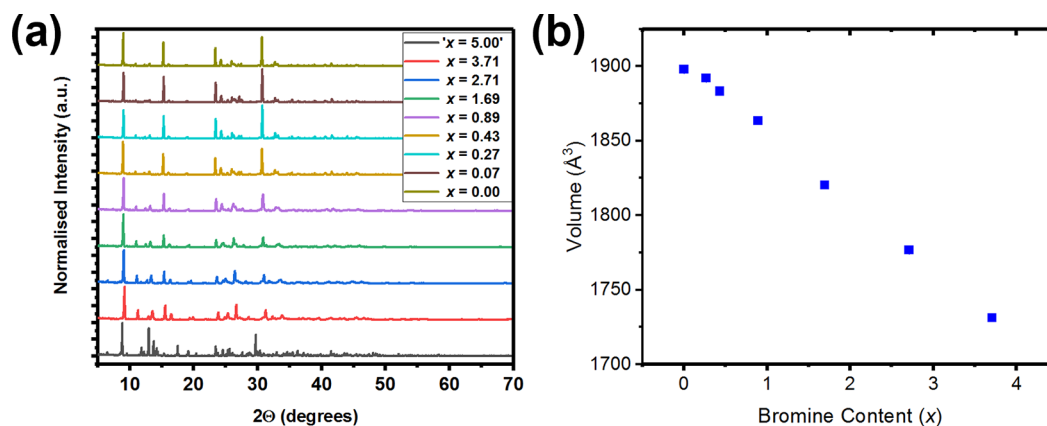 (a)
Normalised Intensity (a.u.)
'x = 5.00'
x = 3.71
x = 2.71
x = 1.69
x = 0.89
x = 0.43
x = 0.27
x = 0.07
x = 0.00
10 20 30 40 50 60 70
2Θ (degrees)
(b)
Volume (Å³)
1900
1850
1800
1750
1700
0 1 2 3 4
Bromine Content (x)